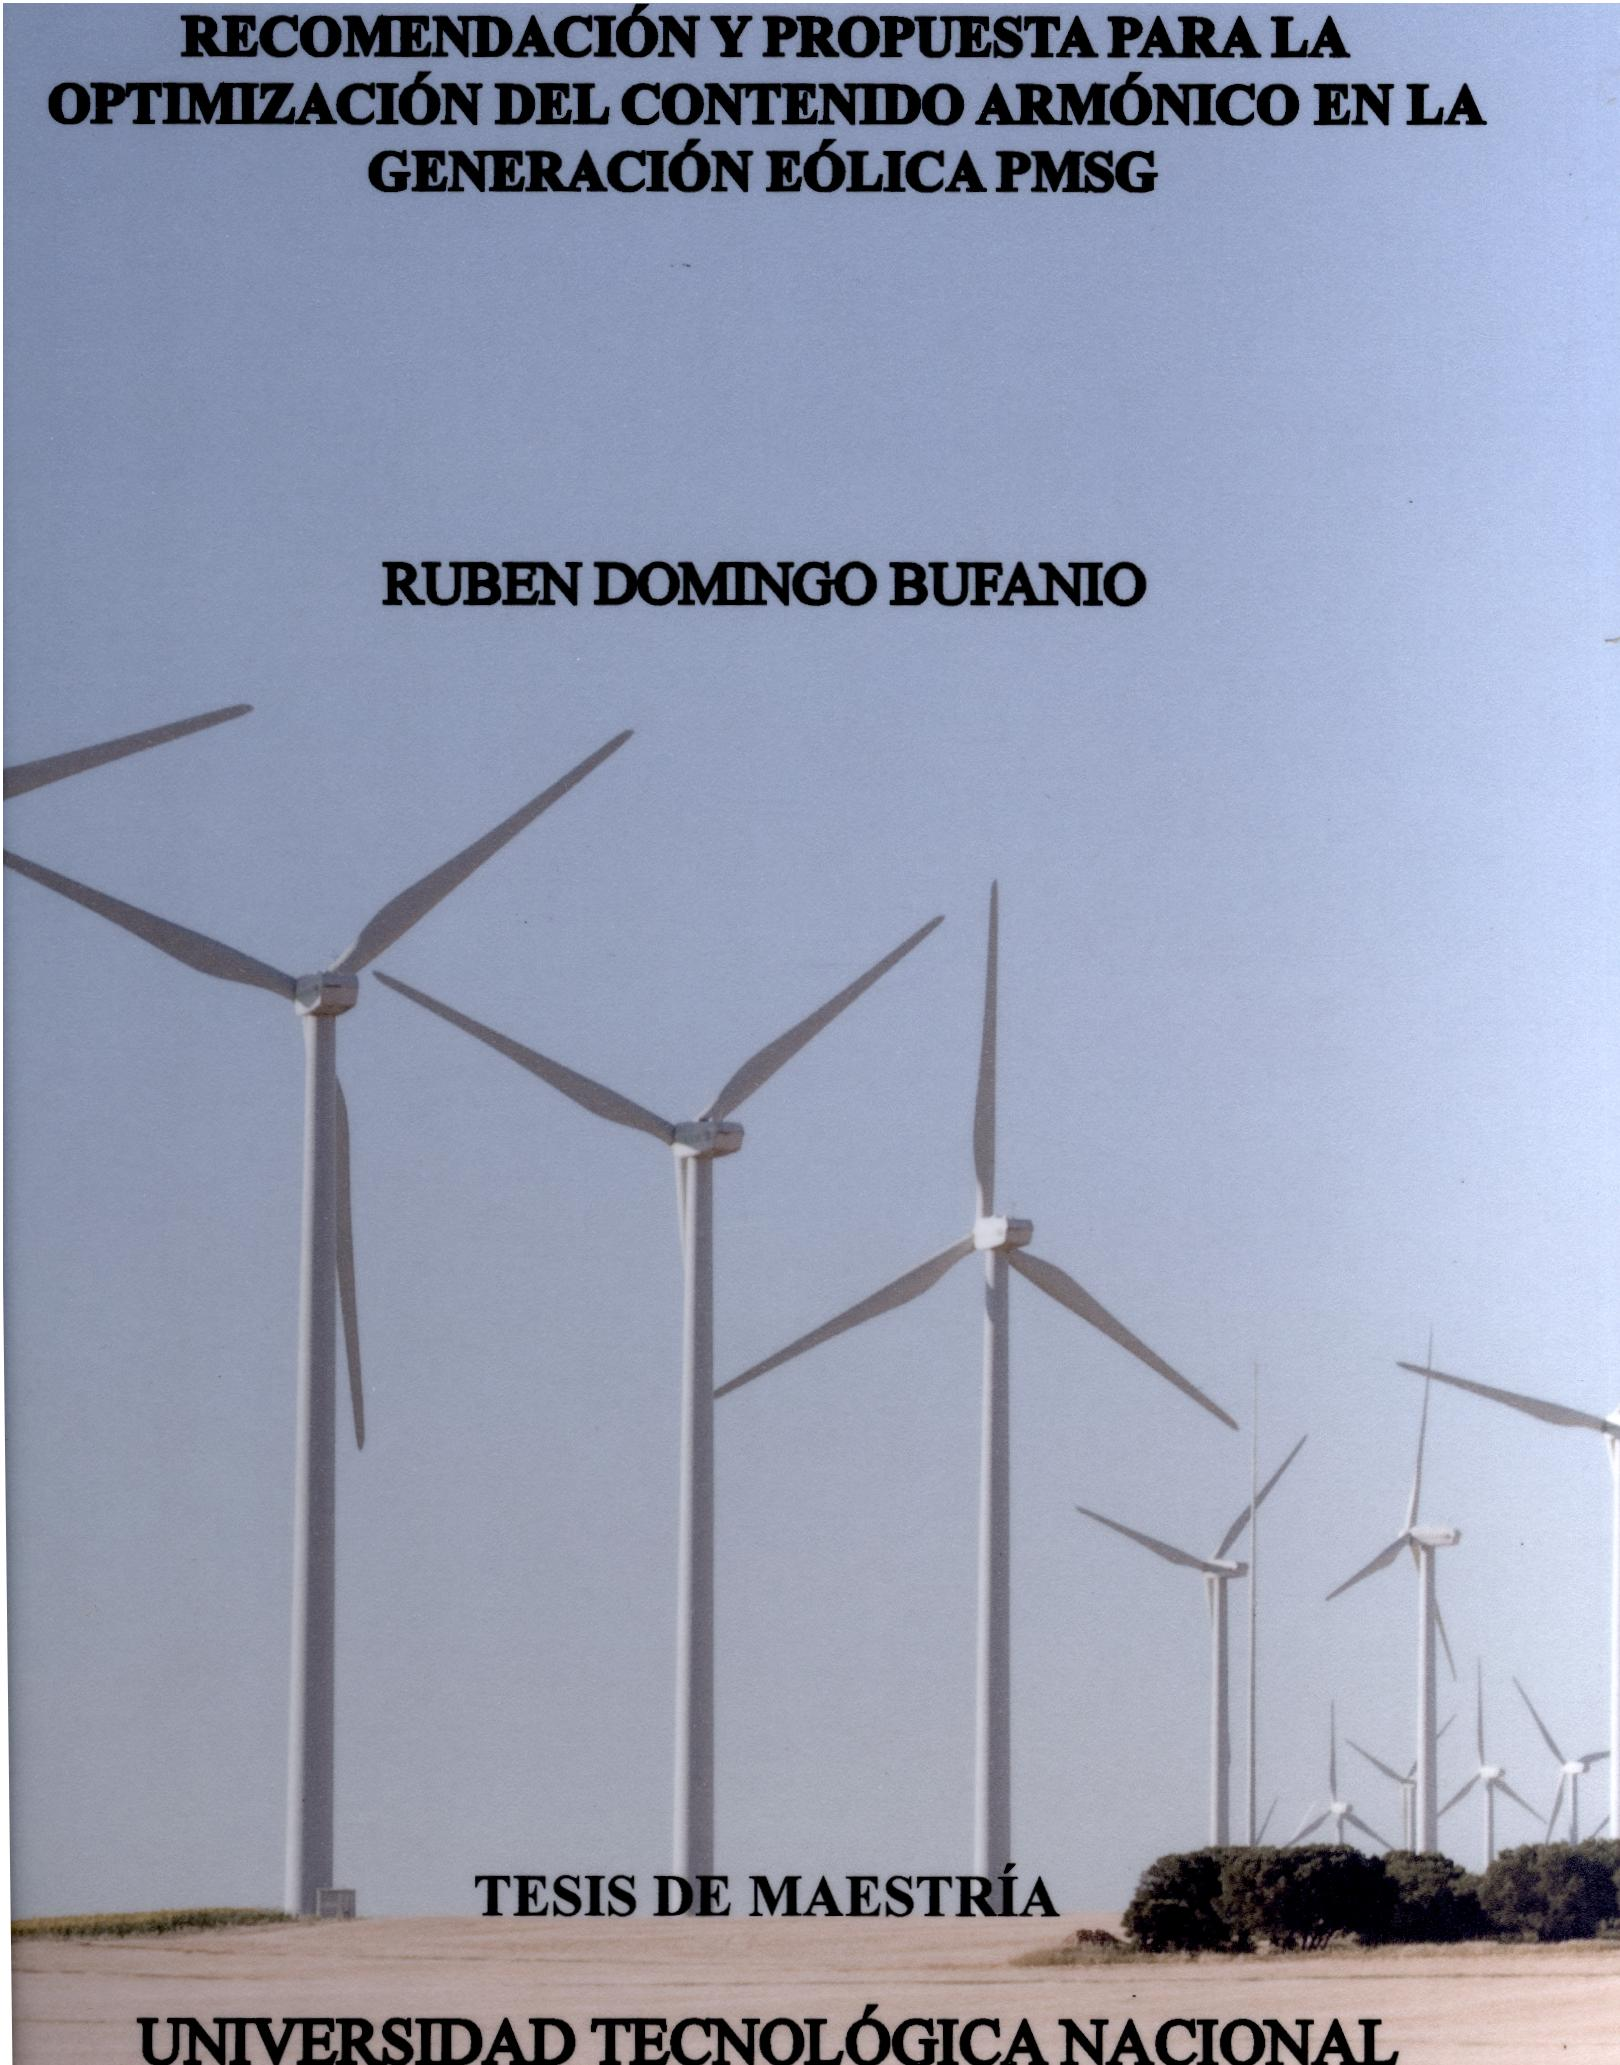 RECOMENDACIÓN Y PROPUESTA PARA LA
OPTIMIZACIÓN DEL CONTENIDO ARMÓNICO EN LA
GENERACIÓN EÓLICA PMSG
RUBEN DOMINGO BUFANIO
TESIS DE MAESTRÍA
UNIVERSIDAD TECNOLÓGICA NACIONAL